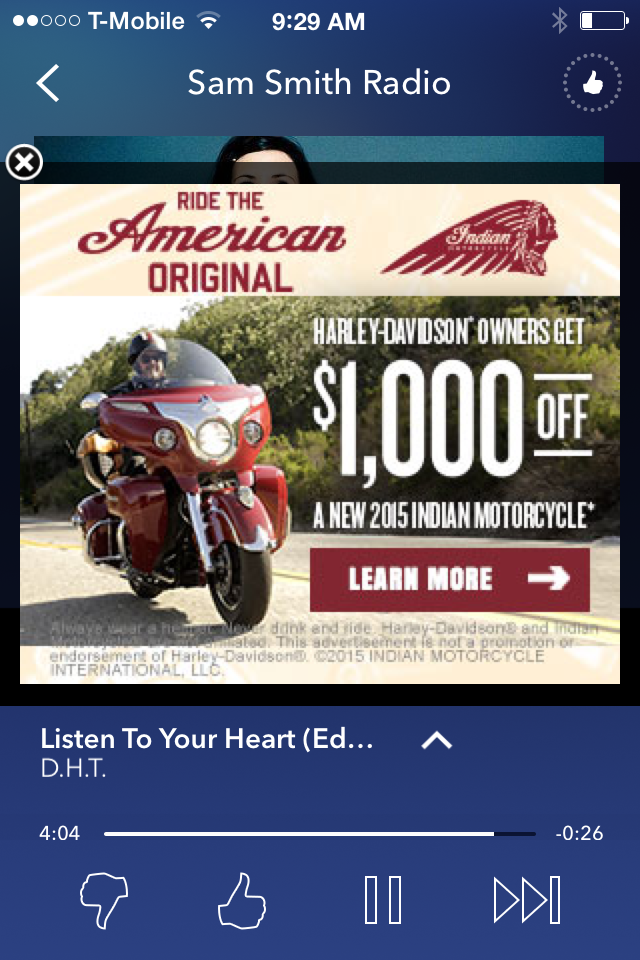 T-Mobile 9:29 AM
Sam Smith Radio
RIDE THE
American
ORIGINAL
Indian
MOTORCYCLE
HARLEY-DAVIDSON* OWNERS GET
$1,000 OFF
A NEW 2015 INDIAN MOTORCYCLE*
LEARN MORE
Always wear a helmet. Never drink and ride. Harley-Davidson® and Indian
Motorcycle® are not affiliated. This advertisement is not a promotion or
endorsement of Harley-Davidson®. ©2015 INDIAN MOTORCYCLE
INTERNATIONAL, LLC.
Listen To Your Heart (Ed...
D.H.T.
4:04 -0:26